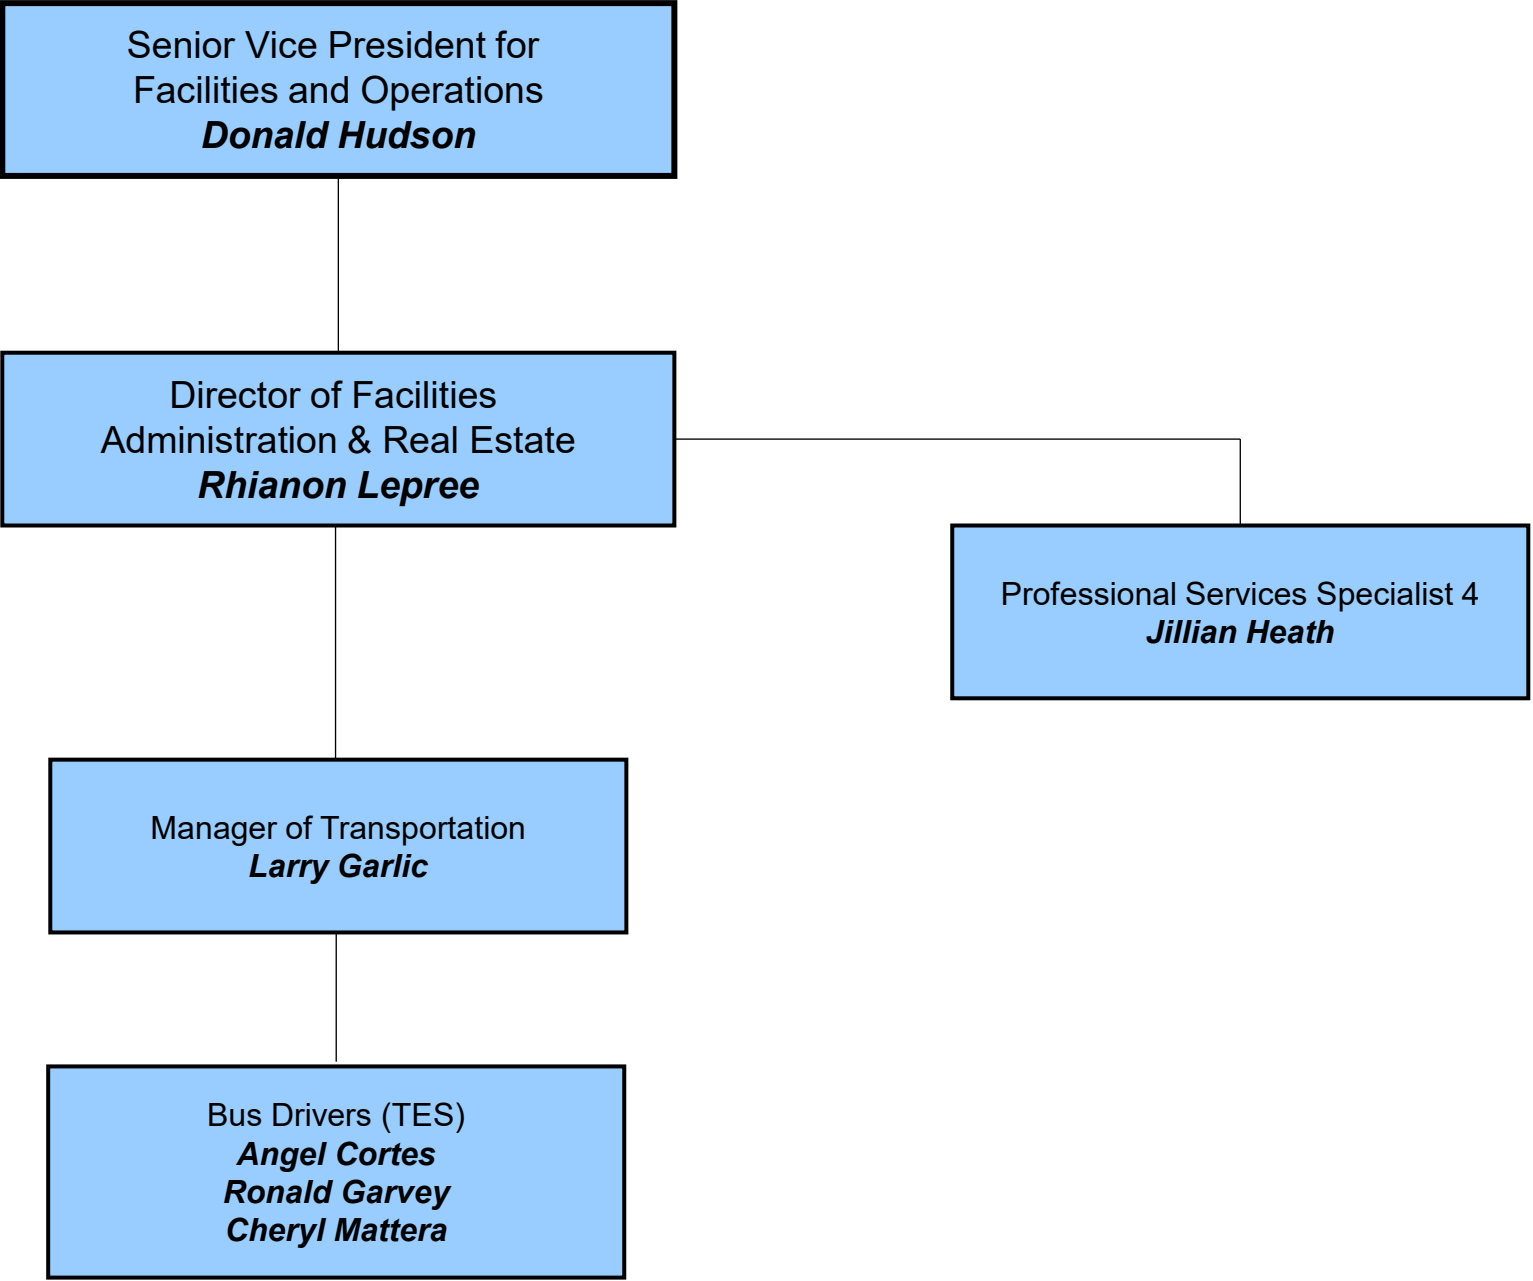 Senior Vice President for
Facilities and Operations
Donald Hudson
Director of Facilities
Administration & Real Estate
Rhianon Lepree
Professional Services Specialist 4
Jillian Heath
Manager of Transportation
Larry Garlic
Bus Drivers (TES)
Angel Cortes
Ronald Garvey
Cheryl Mattera